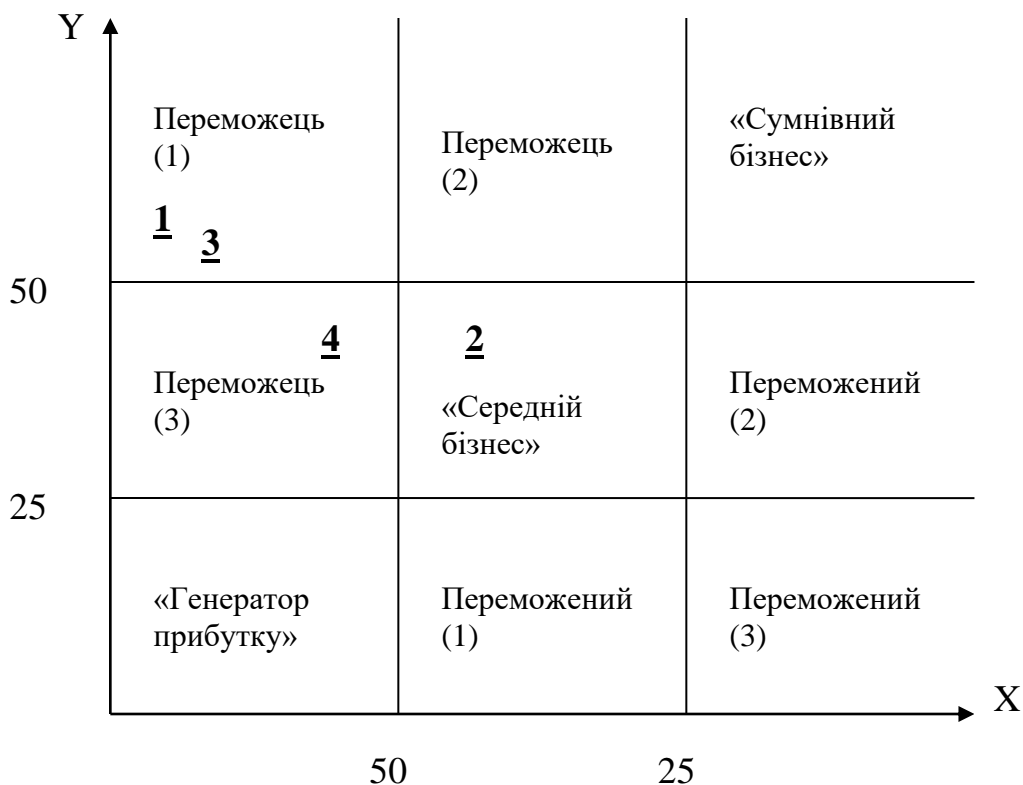 Y
Переможець
(1)
Переможець
(2)
«Сумнівний
бізнес»
1
3
50
4
2
Переможець
(3)
«Середній
бізнес»
Переможений
(2)
25
«Генератор
прибутку»
Переможений
(1)
Переможений
(3)
X
50
25